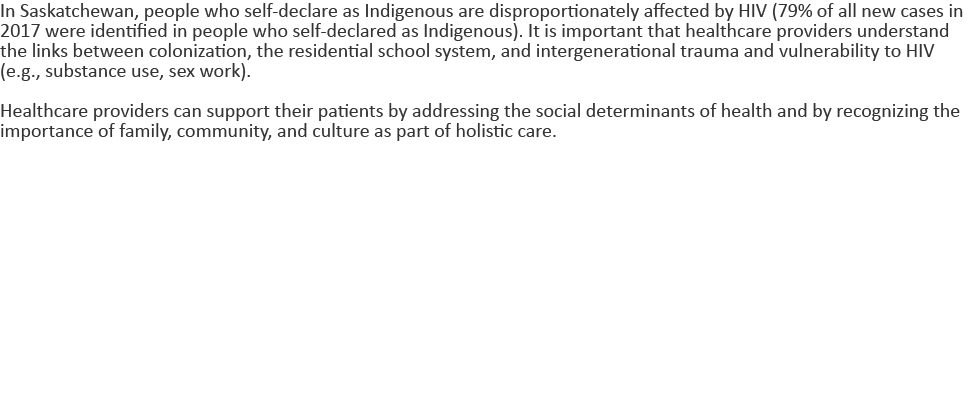 In Saskatchewan, people who self-declare as Indigenous are disproportionately affected by HIV (79% of all new cases in
2017 were identified in people who self-declared as Indigenous). It is important that healthcare providers understand
the links between colonization, the residential school system, and intergenerational trauma and vulnerability to HIV
(e.g., substance use, sex work).
Healthcare providers can support their patients by addressing the social determinants of health and by recognizing the
importance of family, community, and culture as part of holistic care.